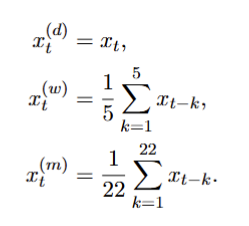 x_t^{(d)} = x_t,
x_t^{(w)} = \frac{1}{5} \sum_{k=1}^{5} x_{t-k},
x_t^{(m)} = \frac{1}{22} \sum_{k=1}^{22} x_{t-k}.